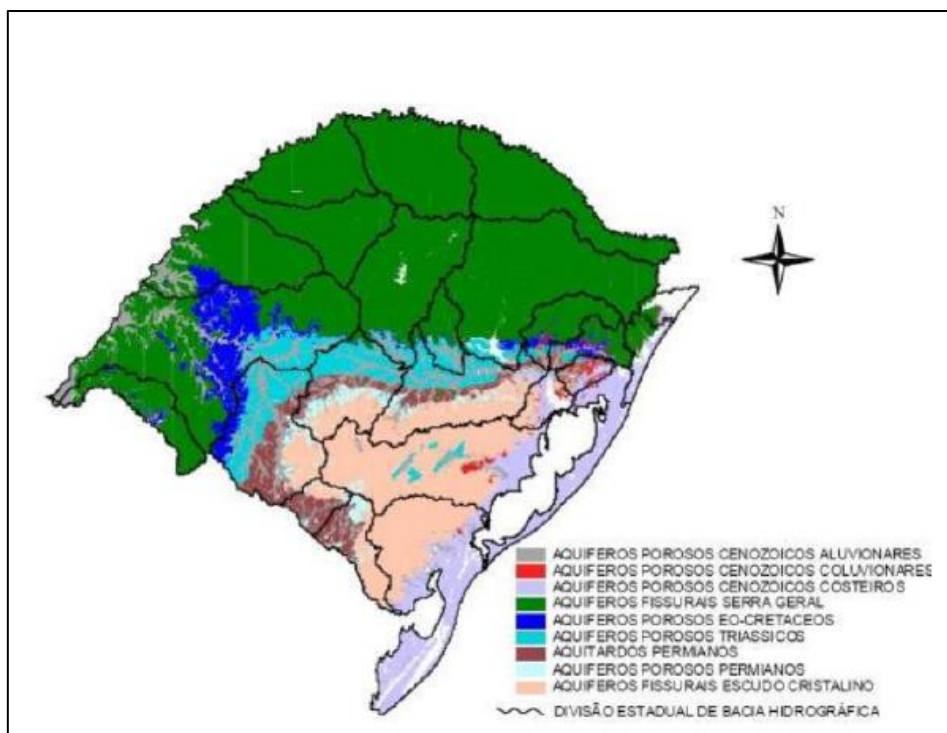 N
AQUIFEROS POROSOS CENOZOICOS ALUVIONARES
AQUIFEROS POROSOS CENOZOICOS COLUVIONARES
AQUIFEROS POROSOS CENOZOICOS COSTEIROS
AQUIFEROS FISSURAIS SERRA GERAL
AQUIFEROS POROSOS EO-CRETACEOS
AQUIFEROS POROSOS TRIASSICOS
AQUITARDOS PERMIANOS
AQUIFEROS POROSOS PERMIANOS
AQUIFEROS FISSURAIS ESCUDO CRISTALINO
DIVISÃO ESTADUAL DE BACIA HIDROGRÁFICA